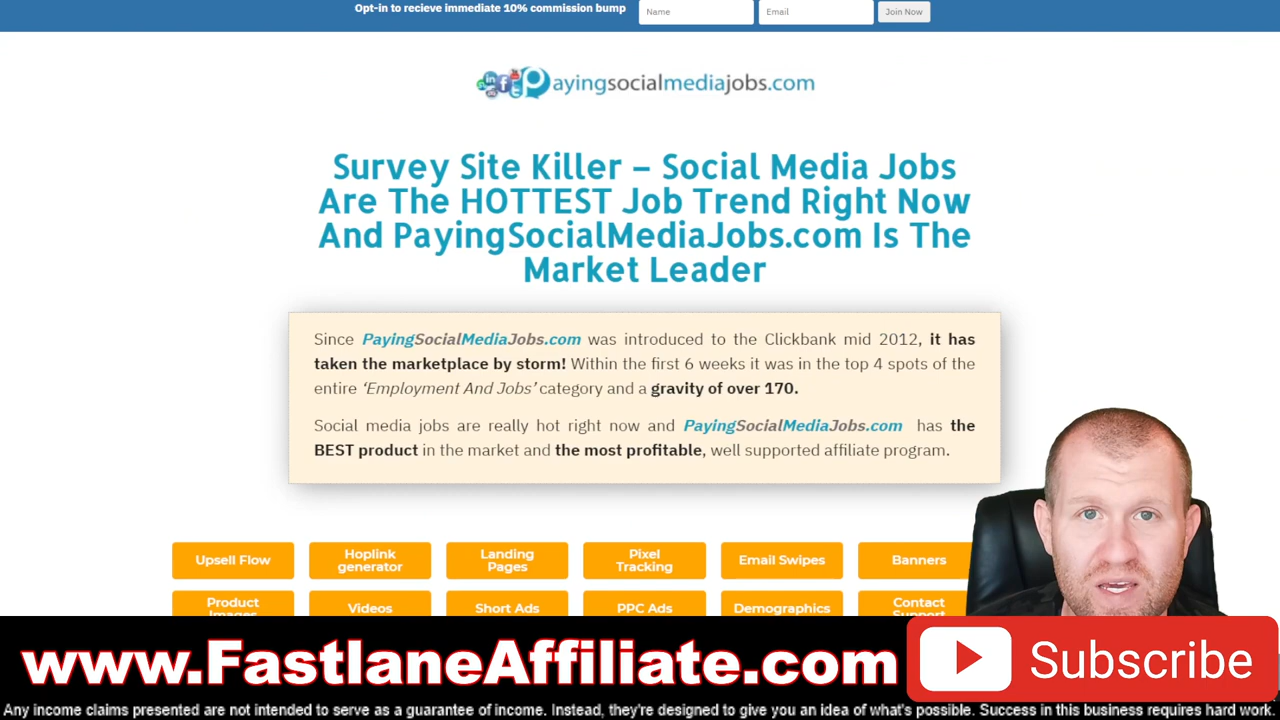 Opt-in to recieve immediate 10% commission bump Name Email Join Now
payingsocialmediajobs.com
Survey Site Killer – Social Media Jobs
Are The HOTTEST Job Trend Right Now
And PayingSocialMediaJobs.com Is The
Market Leader
Since PayingSocialMediaJobs.com was introduced to the Clickbank mid 2012, it has
taken the marketplace by storm! Within the first 6 weeks it was in the top 4 spots of the
entire ‘Employment And Jobs’ category and a gravity of over 170.
Social media jobs are really hot right now and PayingSocialMediaJobs.com has the
BEST product in the market and the most profitable, well supported affiliate program.
Upsell Flow
Hoplink
generator
Landing
Pages
Pixel
Tracking
Email Swipes
Banners
Product
Images
Videos
Short Ads
PPC Ads
Demographics
Contact
Support
www.FastlaneAffiliate.com
Subscribe
Any income claims presented are not intended to serve as a guarantee of income. Instead, they're designed to give you an idea of what's possible. Success in this business requires hard work.